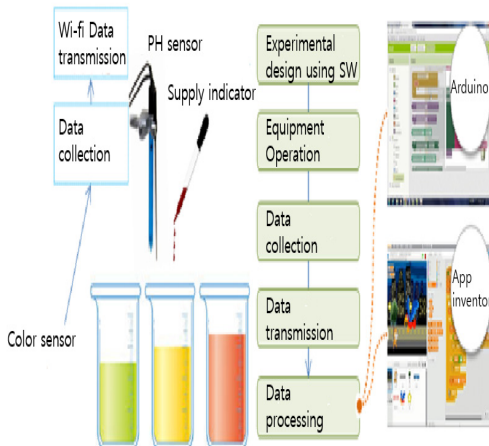 Wi-fi Data
transmission
Data
collection
PH sensor
Supply indicator
Color sensor
Experimental
design using SW
Equipment
Operation
Data
collection
Data
transmission
Data
processing
Arduino
App
inventor